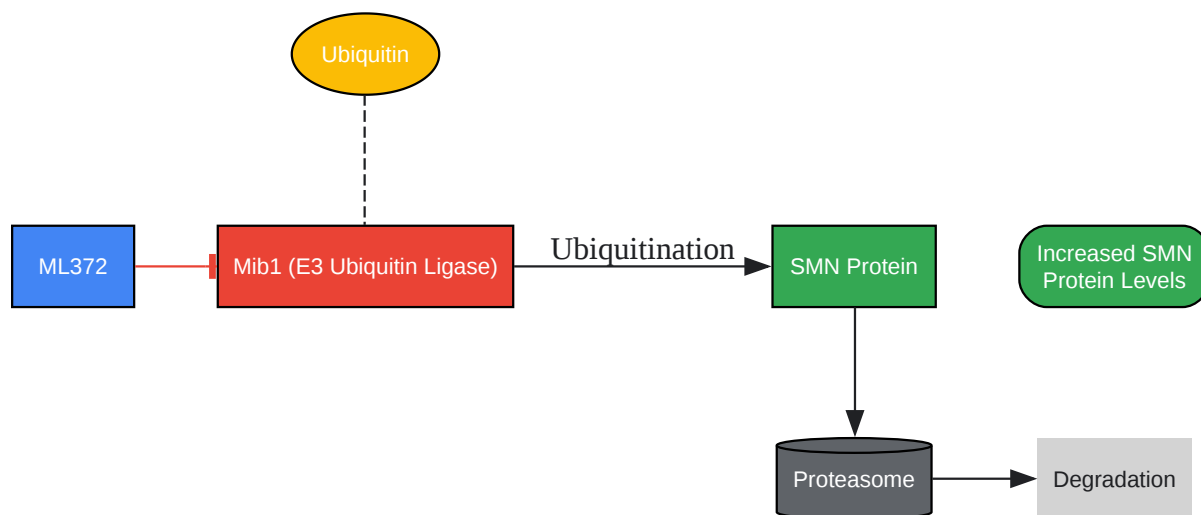 Ubiquitin
ML372
Mib1 (E3 Ubiquitin Ligase)
Ubiquitination
SMN Protein
Increased SMN
Protein Levels
Proteasome
Degradation